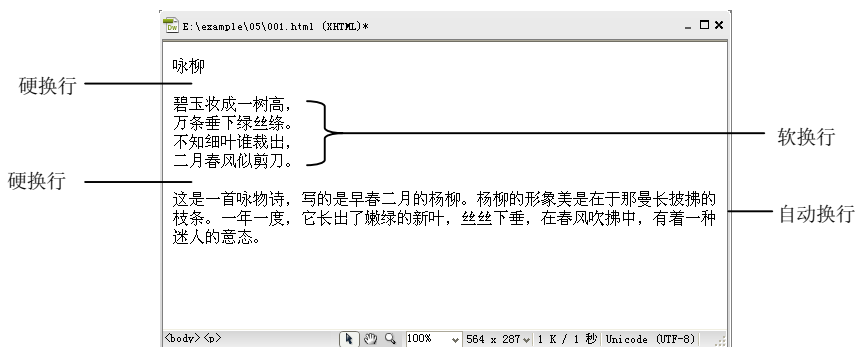 E:\example\05\001.html (XHTML)*
咏柳
硬换行
碧玉妆成一树高，
万条垂下绿丝绦。
不知细叶谁裁出，
二月春风似剪刀。
软换行
硬换行
这是一首咏物诗，写的是早春二月的杨柳。杨柳的形象美是在于那曼长披拂的
枝条。一年一度，它长出了嫩绿的新叶，丝丝下垂，在春风吹拂中，有着一种
迷人的意态。
自动换行
<body> <p> 100% 564 x 287 1 K / 1 秒 Unicode (UTF-8)